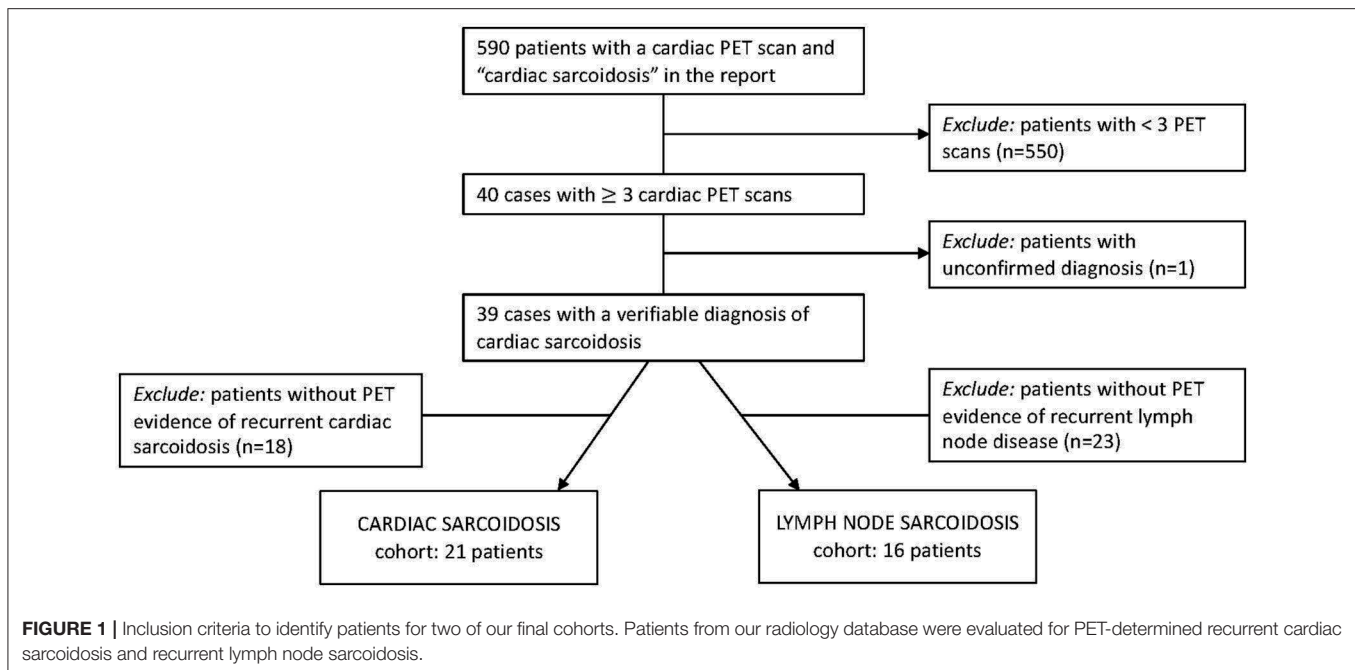 590 patients with a cardiac PET scan and
“cardiac sarcoidosis” in the report
Exclude: patients with < 3 PET
scans (n=550)
40 cases with ≥ 3 cardiac PET scans
Exclude: patients with
unconfirmed diagnosis (n=1)
39 cases with a verifiable diagnosis of
cardiac sarcoidosis
Exclude: patients without PET
evidence of recurrent cardiac
sarcoidosis (n=18)
Exclude: patients without PET
evidence of recurrent lymph
node disease (n=23)
CARDIAC SARCOIDOSIS
cohort: 21 patients
LYMPH NODE SARCOIDOSIS
cohort: 16 patients
FIGURE 1 | Inclusion criteria to identify patients for two of our final cohorts. Patients from our radiology database were evaluated for PET-determined recurrent cardiac
sarcoidosis and recurrent lymph node sarcoidosis.